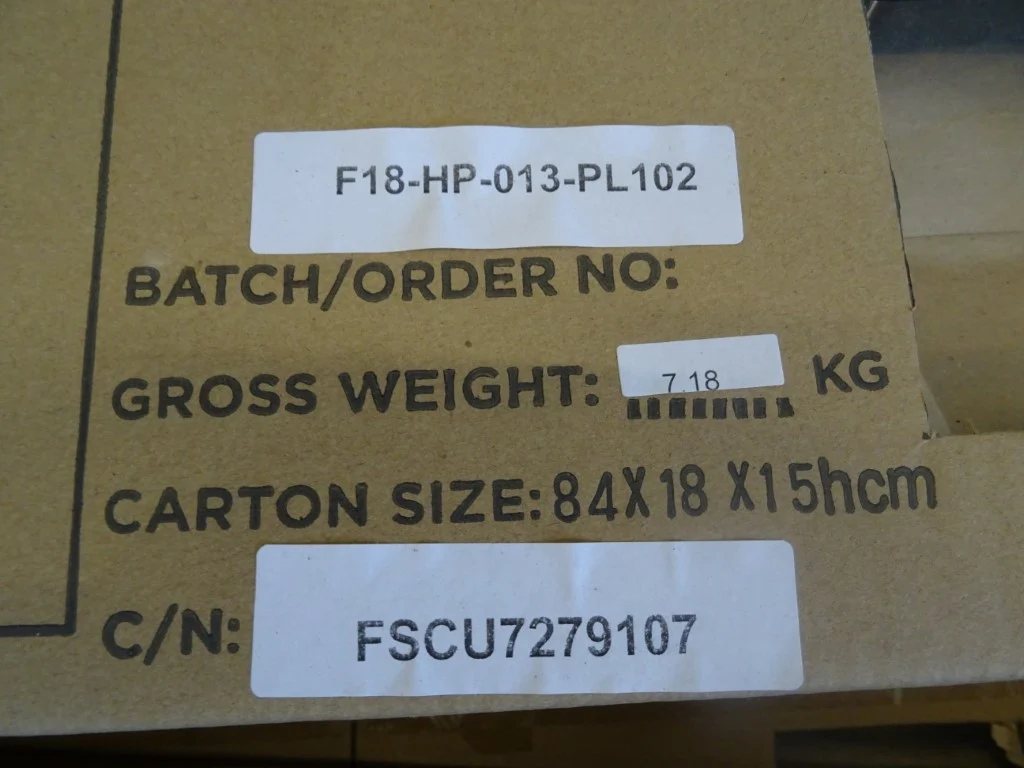 F18-HP-013-PL102
BATCH/ORDER NO:
GROSS WEIGHT: 7.18 KG
CARTON SIZE:84X18 X15hcm
C/N: FSCU7279107